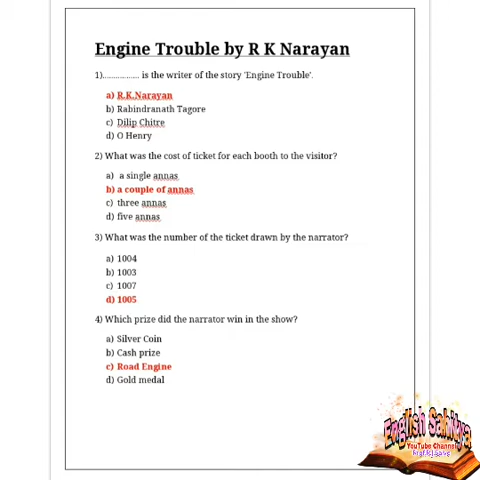 Engine Trouble by R K Narayan
1)................. is the writer of the story 'Engine Trouble'.
a) R.K.Narayan
b) Rabindranath Tagore
c) Dilip Chitre
d) O Henry
2) What was the cost of ticket for each booth to the visitor?
a) a single annas
b) a couple of annas
c) three annas
d) five annas
3) What was the number of the ticket drawn by the narrator?
a) 1004
b) 1003
c) 1007
d) 1005
4) Which prize did the narrator win in the show?
a) Silver Coin
b) Cash prize
c) Road Engine
d) Gold medal
English Sahitya
YouTube Channel